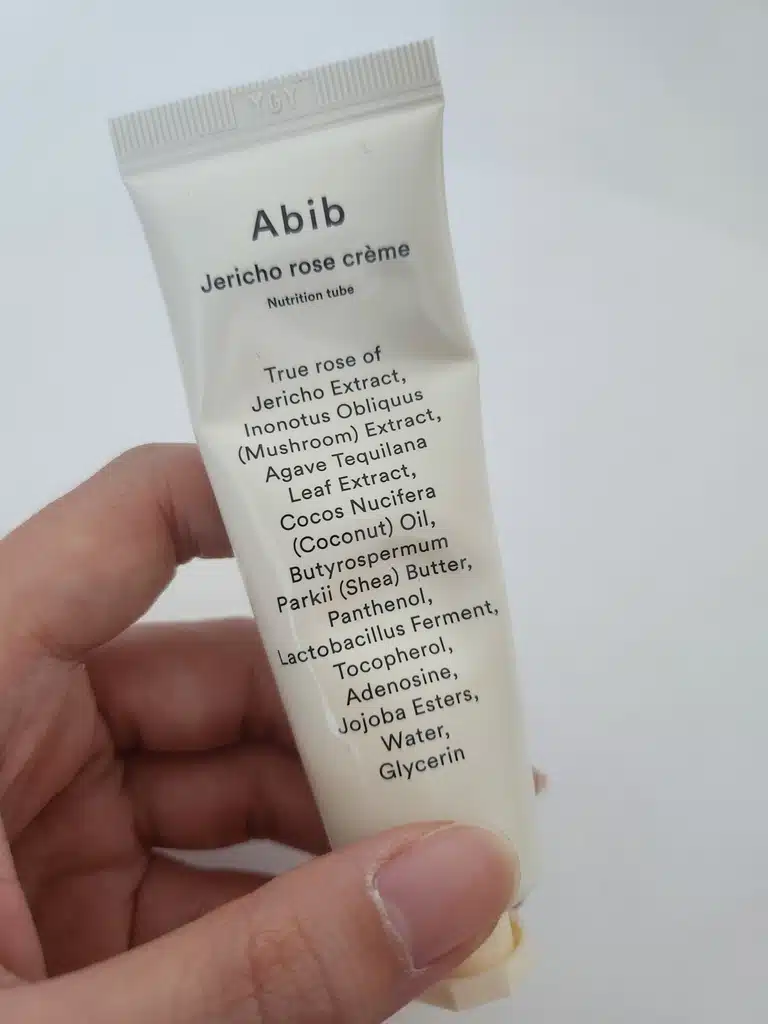 YGY
Abib
Jericho rose crème
Nutrition tube
True rose of
Jericho Extract,
Inonotus Obliquus
(Mushroom) Extract,
Agave Tequilana
Leaf Extract,
Cocos Nucifera
(Coconut) Oil,
Butyrospermum
Parkii (Shea) Butter,
Panthenol,
Lactobacillus Ferment,
Tocopherol,
Adenosine,
Jojoba Esters,
Water,
Glycerin